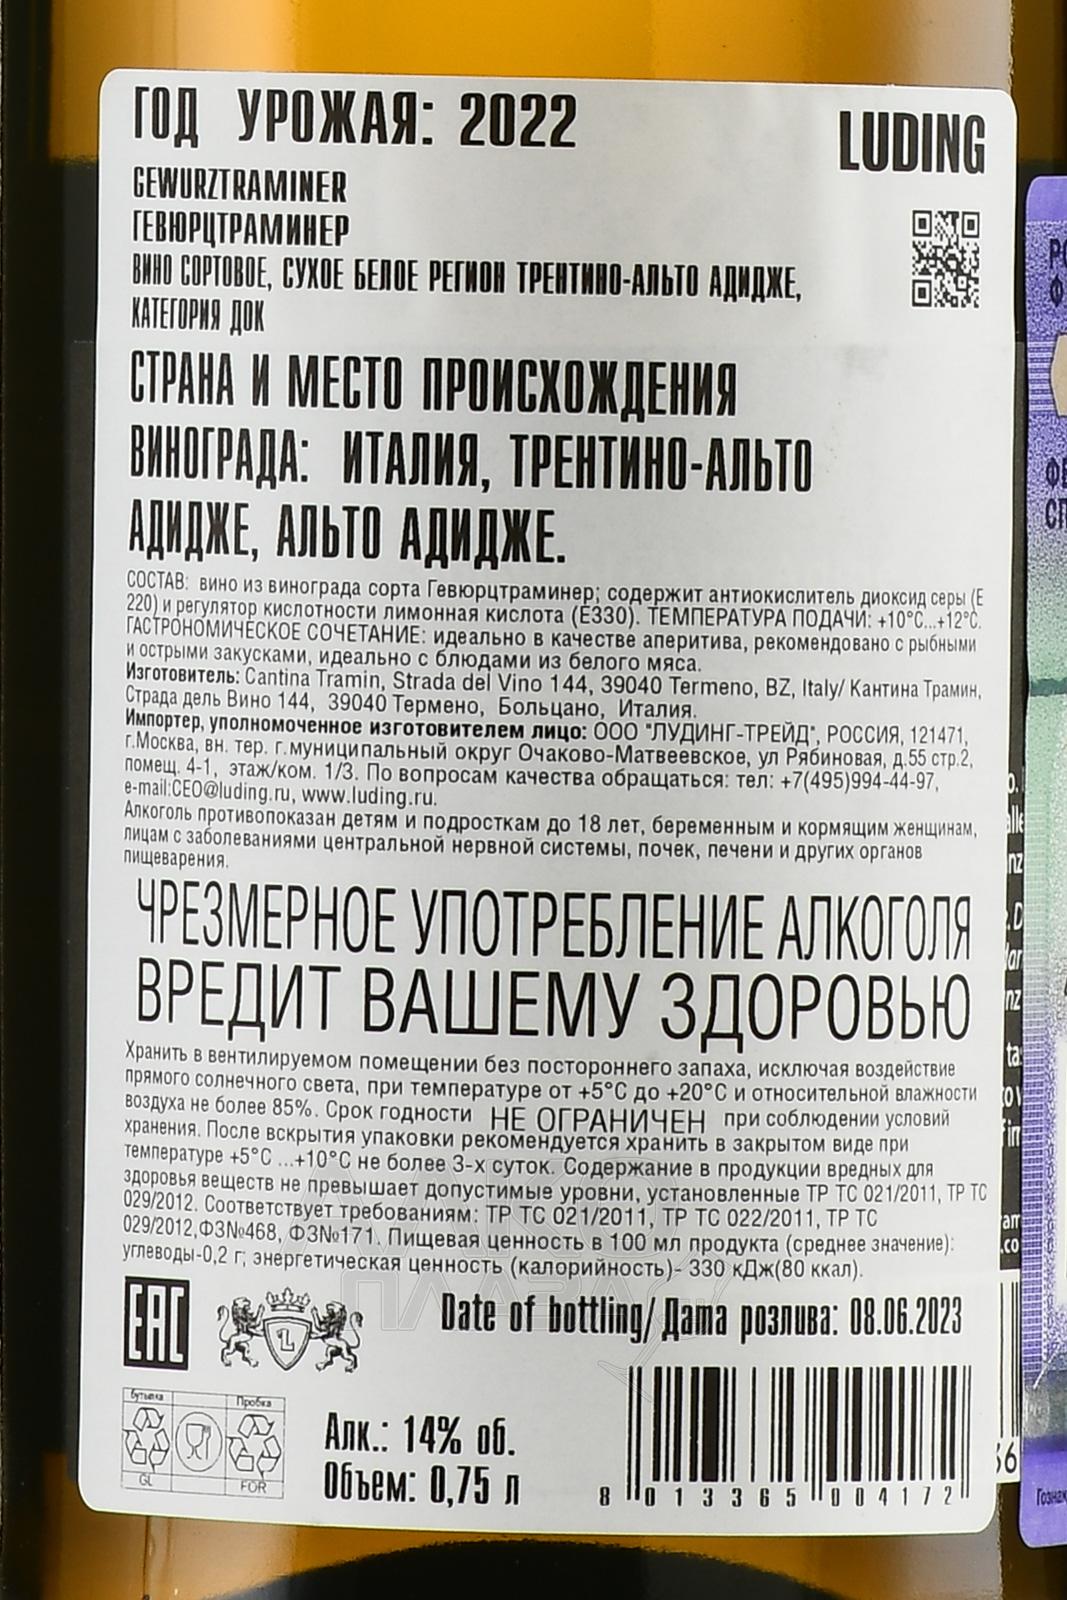 ГОД УРОЖАЯ: 2022
LUDING
GEWURZTRAMINER
ГЕВЮРЦТРАМИНЕР
ВИНО СОРТОВОЕ, СУХОЕ БЕЛОЕ РЕГИОН ТРЕНТИНО-АЛЬТО АДИДЖЕ,
КАТЕГОРИЯ ДОК
СТРАНА И МЕСТО ПРОИСХОЖДЕНИЯ
ВИНОГРАДА: ИТАЛИЯ, ТРЕНТИНО-АЛЬТО
АДИДЖЕ, АЛЬТО АДИДЖЕ.
СОСТАВ: вино из винограда сорта Гевюрцтраминер; содержит антиокислитель диоксид серы (Е
220) и регулятор кислотности лимонная кислота (Е330). ТЕМПЕРАТУРА ПОДАЧИ: +10°С...+12°С.
ГАСТРОНОМИЧЕСКОЕ СОЧЕТАНИЕ: идеально в качестве аперитива, рекомендовано с рыбными
и острыми закусками, идеально с блюдами из белого мяса.
Изготовитель: Cantina Tramin, Strada del Vino 144, 39040 Termeno, BZ, Italy/ Кантина Трамин,
Страда дель Вино 144, 39040 Термено, Больцано, Италия.
Импортер, уполномоченное изготовителем лицо: ООО "ЛУДИНГ-ТРЕЙД", РОССИЯ, 121471,
г.Москва, вн. тер. г.муниципальный округ Очаково-Матвеевское, ул Рябиновая, д.55 стр.2,
помещ. 4-1, этаж/ком. 1/3. По вопросам качества обращаться: тел: +7(495)994-44-97,
e-mail:CEO@luding.ru, www.luding.ru.
Алкоголь противопоказан детям и подросткам до 18 лет, беременным и кормящим женщинам,
лицам с заболеваниями центральной нервной системы, почек, печени и других органов
пищеварения.
ЧРЕЗМЕРНОЕ УПОТРЕБЛЕНИЕ АЛКОГОЛЯ
ВРЕДИТ ВАШЕМУ ЗДОРОВЬЮ
Хранить в вентилируемом помещении без постороннего запаха, исключая воздействие
прямого солнечного света, при температуре от +5°С до +20°С и относительной влажности
воздуха не более 85%. Срок годности НЕ ОГРАНИЧЕН при соблюдении условий
хранения. После вскрытия упаковки рекомендуется хранить в закрытом виде при
температуре +5°С ...+10°С не более 3-х суток. Содержание в продукции вредных для
здоровья веществ не превышает допустимые уровни, установленные ТР ТС 021/2011, ТР ТС
029/2012. Соответствует требованиям: ТР ТС 021/2011, ТР ТС 022/2011, ТР ТС
029/2012,ФЗ№468, ФЗ№171. Пищевая ценность в 100 мл продукта (среднее значение):
углеводы-0,2 г; энергетическая ценность (калорийность)- 330 кДж(80 ккал).
EAC
L
Date of bottling/ Дата розлива: 08.06.2023
бутылка
Пробка
GL
FOR
Алк.: 14% об.
Объем: 0,75 л
8 013365 004172